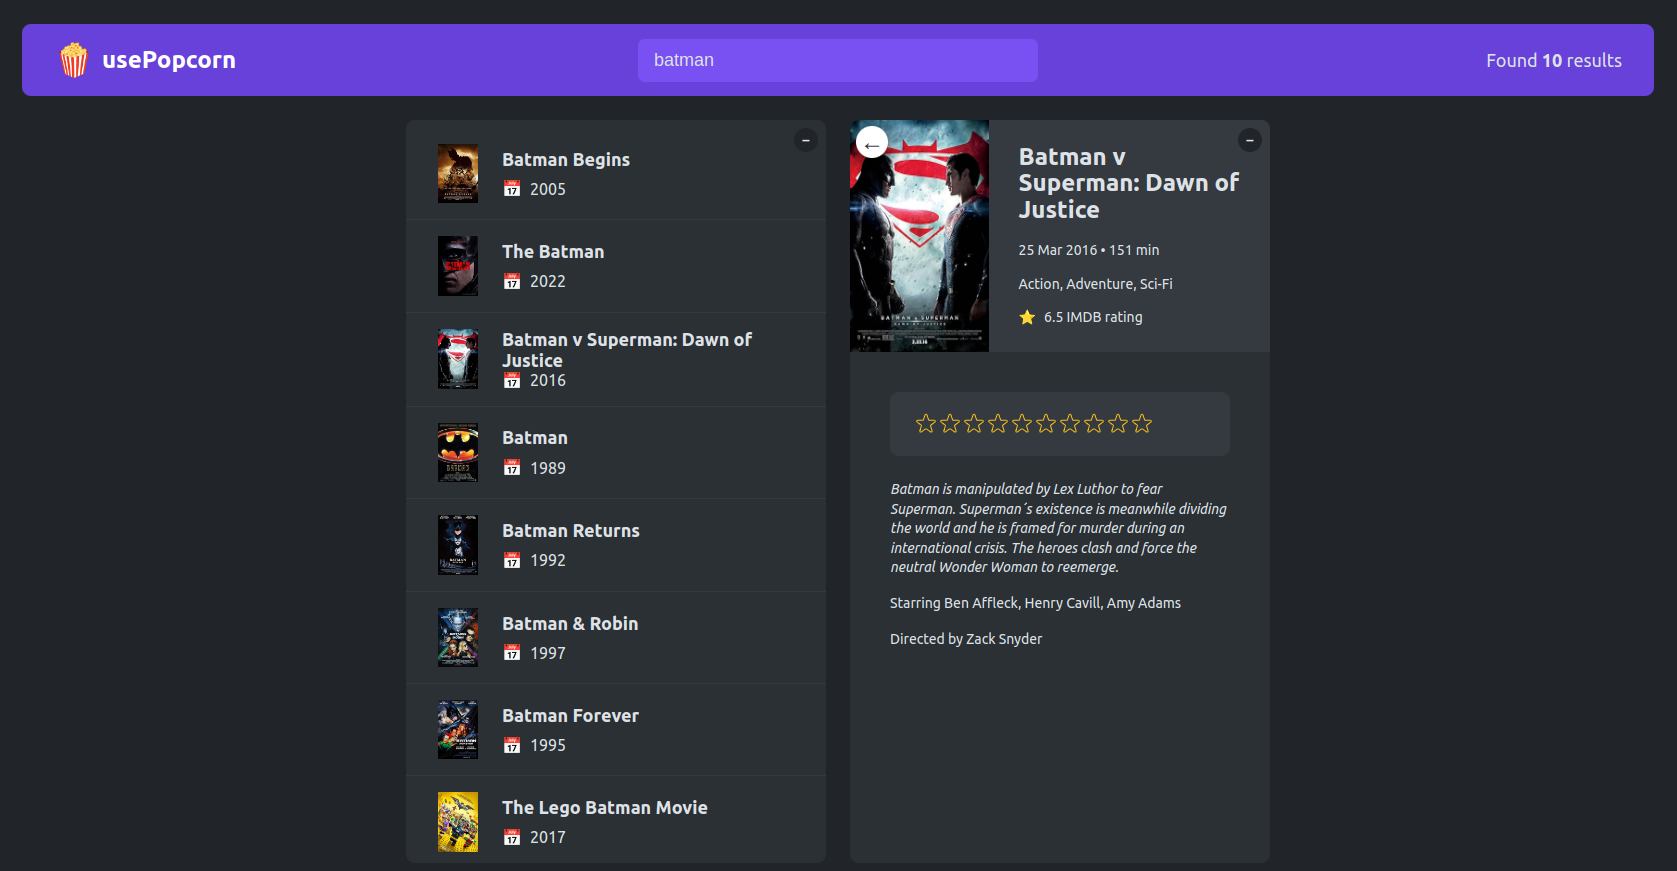 usePopcorn
batman
Found 10 results
Batman Begins
2005
The Batman
2022
Batman v Superman: Dawn of
Justice
2016
Batman
1989
Batman Returns
1992
Batman & Robin
1997
Batman Forever
1995
The Lego Batman Movie
2017
Batman v
Superman: Dawn of
Justice
25 Mar 2016 • 151 min
Action, Adventure, Sci-Fi
6.5 IMDB rating
Batman is manipulated by Lex Luthor to fear
Superman. Superman´s existence is meanwhile dividing
the world and he is framed for murder during an
international crisis. The heroes clash and force the
neutral Wonder Woman to reemerge.
Starring Ben Affleck, Henry Cavill, Amy Adams
Directed by Zack Snyder